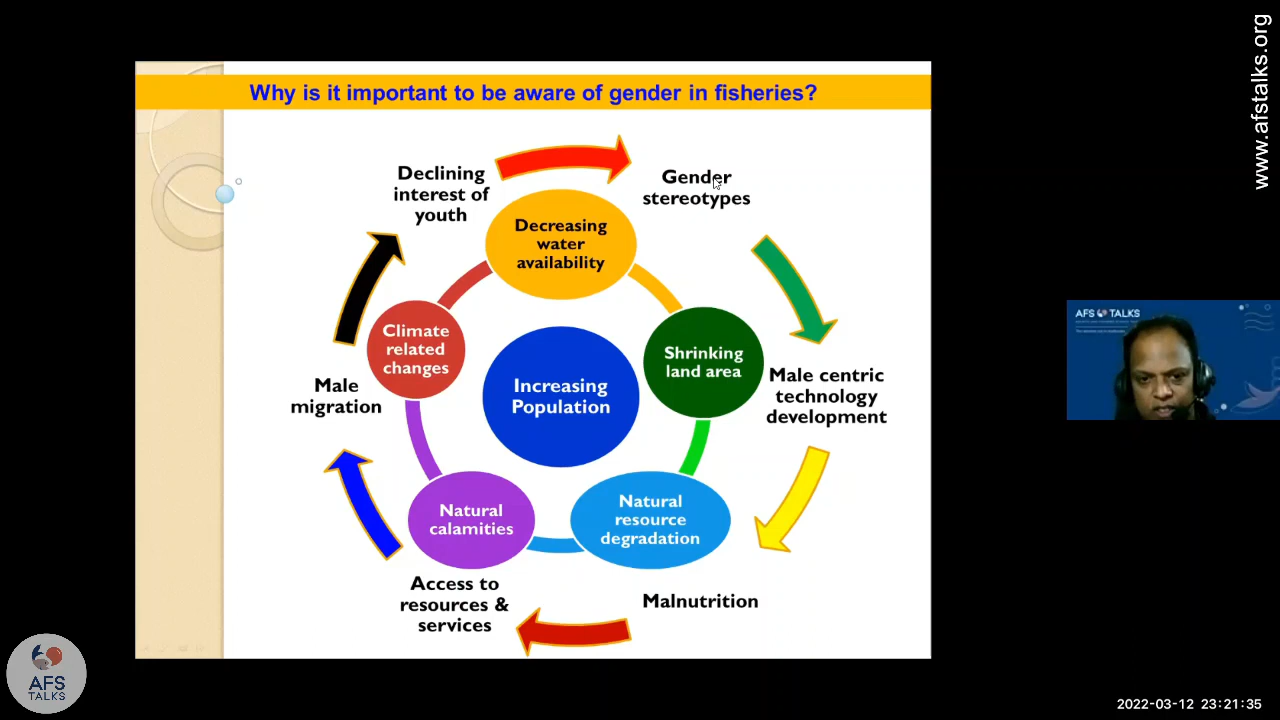 Why is it important to be aware of gender in fisheries?
Declining
interest of
youth
Gender
stereotypes
Decreasing
water
availability
Climate
related
changes
Shrinking
land area
Increasing
Population
Male
migration
Male centric
technology
development
Natural
calamities
Natural
resource
degradation
Access to
resources &
services
Malnutrition
www.afstalks.org
AFS TALKS
AFS
TALKS
2022-03-12 23:21:35